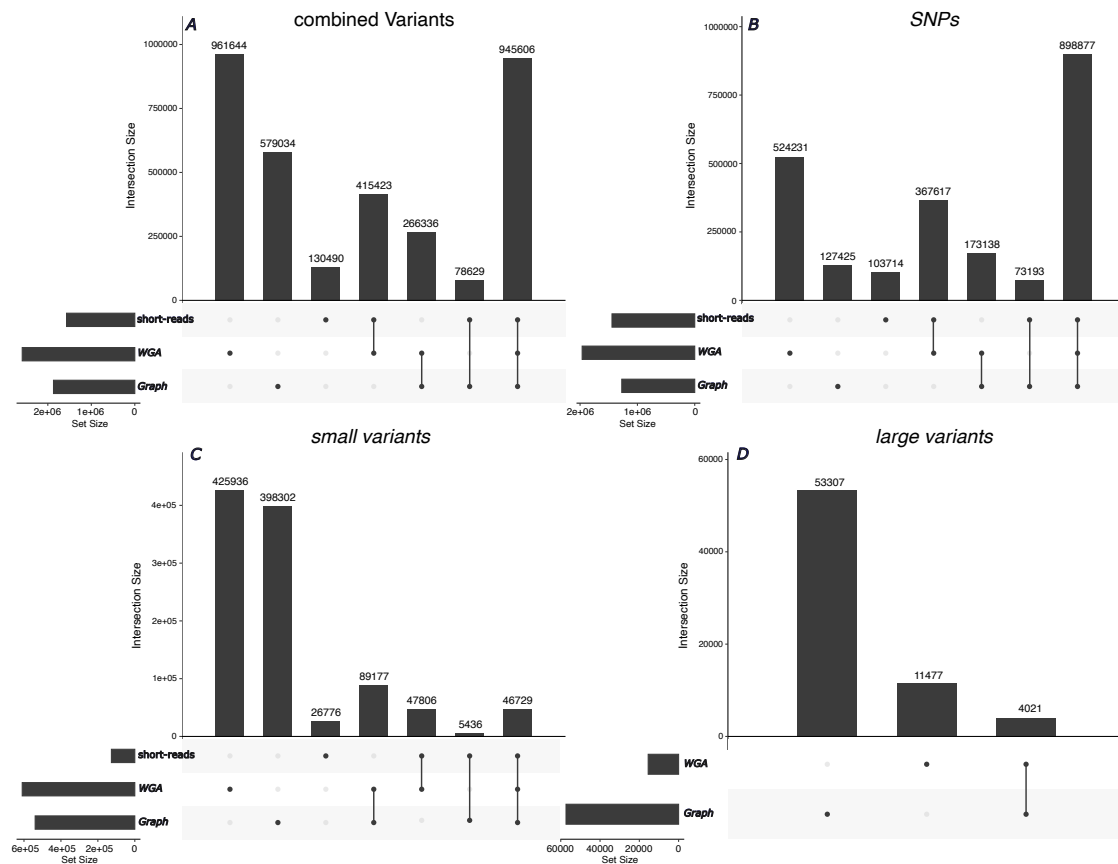 A
combined Variants
1000000
750000
500000
250000
0
Intersection Size
961644
579034
130490
415423
266336
78629
945606
short-reads
WGA
Graph
2e+06
1e+06
0
Set Size
B
SNPs
1000000
750000
500000
250000
0
Intersection Size
524231
127425
103714
367617
173138
73193
898877
short-reads
WGA
Graph
2e+06
1e+06
0
Set Size
C
small variants
4e+05
3e+05
2e+05
1e+05
0
Intersection Size
425936
398302
26776
89177
47806
5436
46729
short-reads
WGA
Graph
6e+05
4e+05
2e+05
0
Set Size
D
large variants
60000
40000
20000
0
Intersection Size
53307
11477
4021
WGA
Graph
60000
40000
20000
0
Set Size